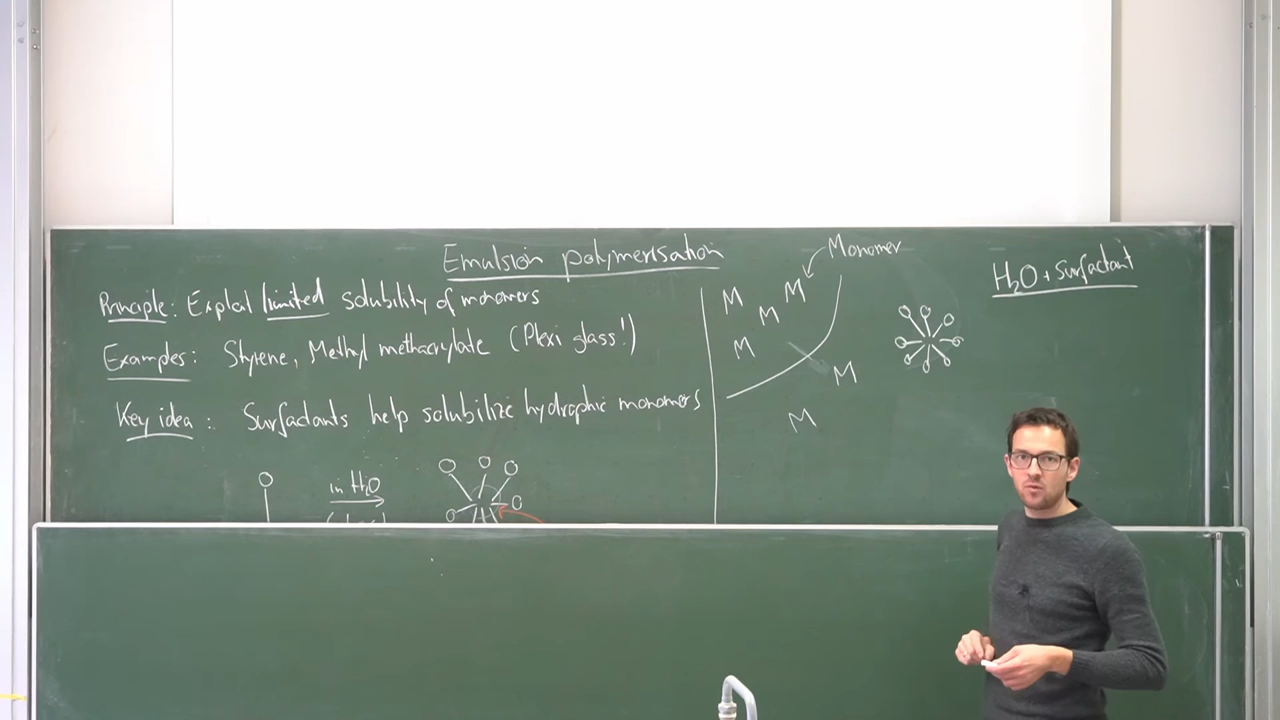 Emulsion polymerisation
Principle: Exploit limited solubility of monomers
Examples: Styrene, Methyl methacrylate (Plexi glass!)
Key idea: Surfactants help solubilize hydrophic monomers
in H₂O
Monomer
M
M
M
M
M
M
H₂O + Surfactant